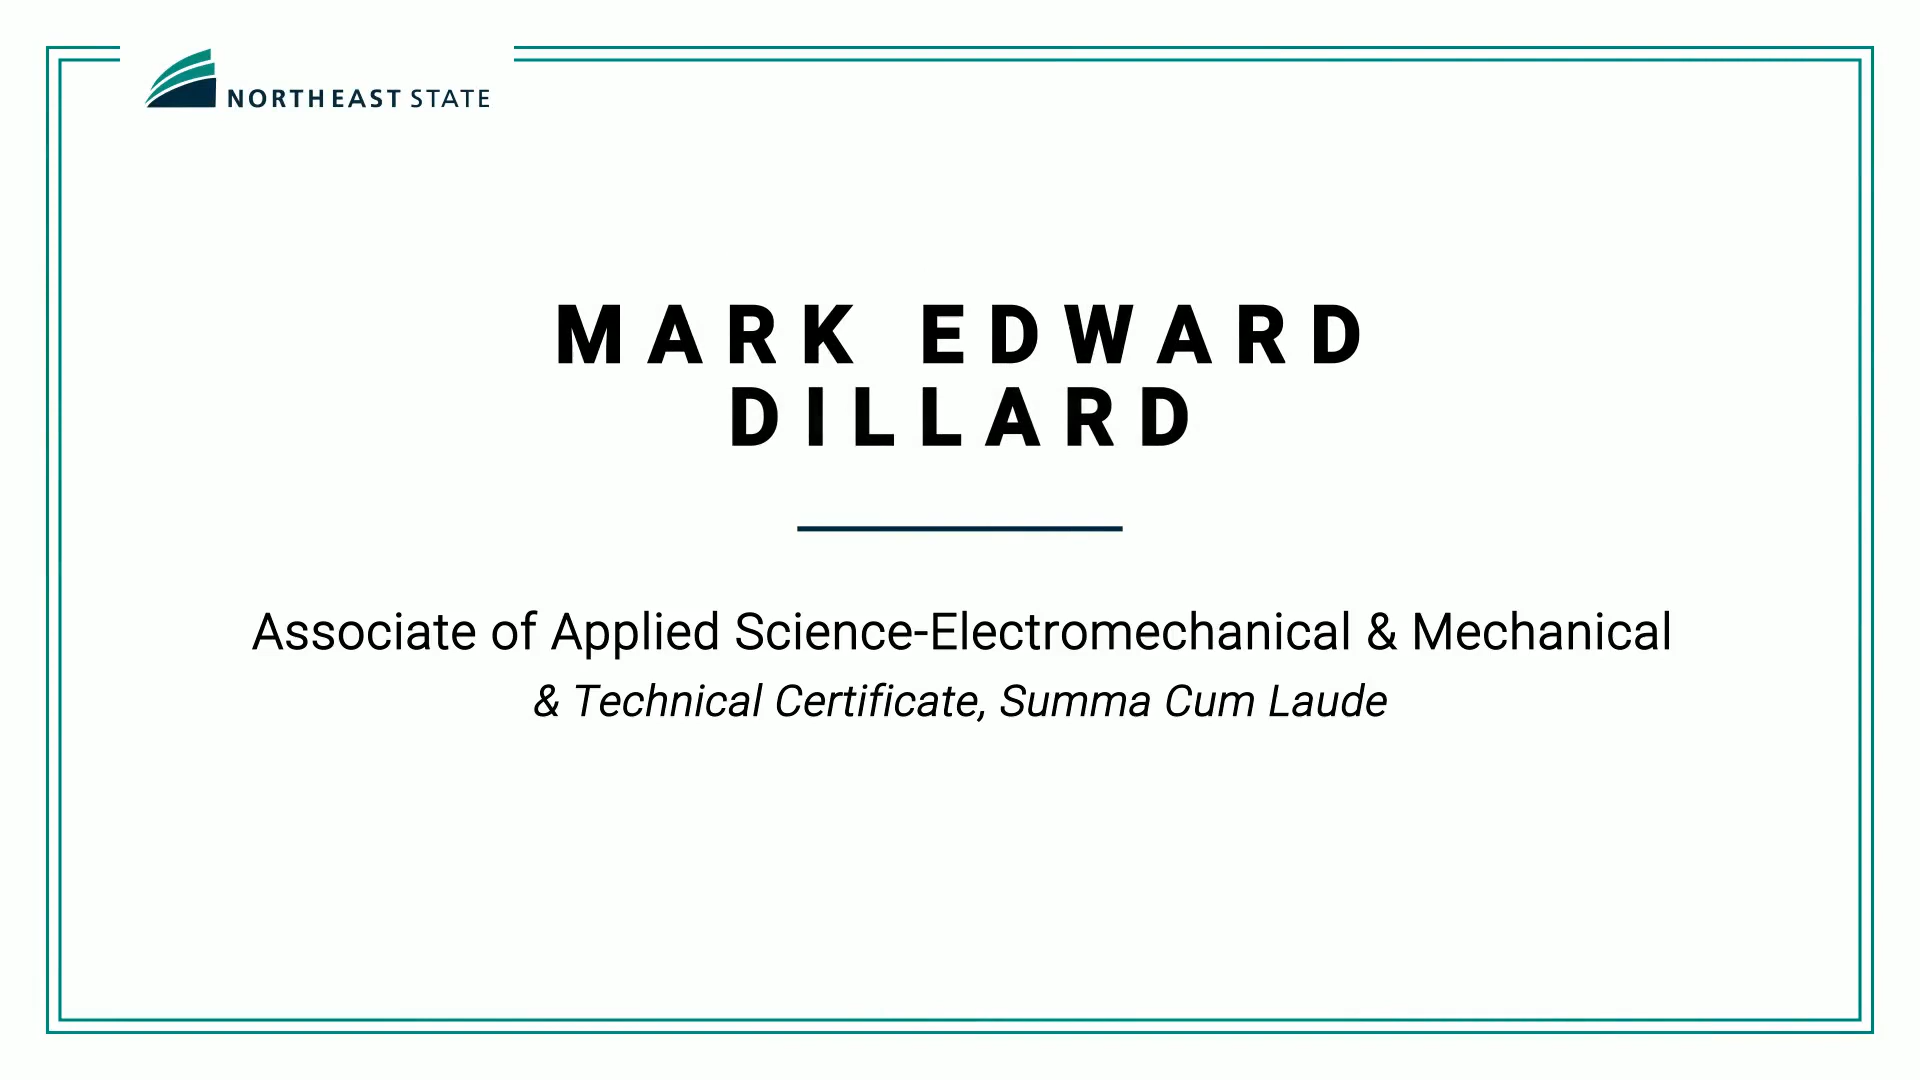 NORTHEAST STATE
MARK EDWARD
DILLARD
Associate of Applied Science-Electromechanical & Mechanical
& Technical Certificate, Summa Cum Laude